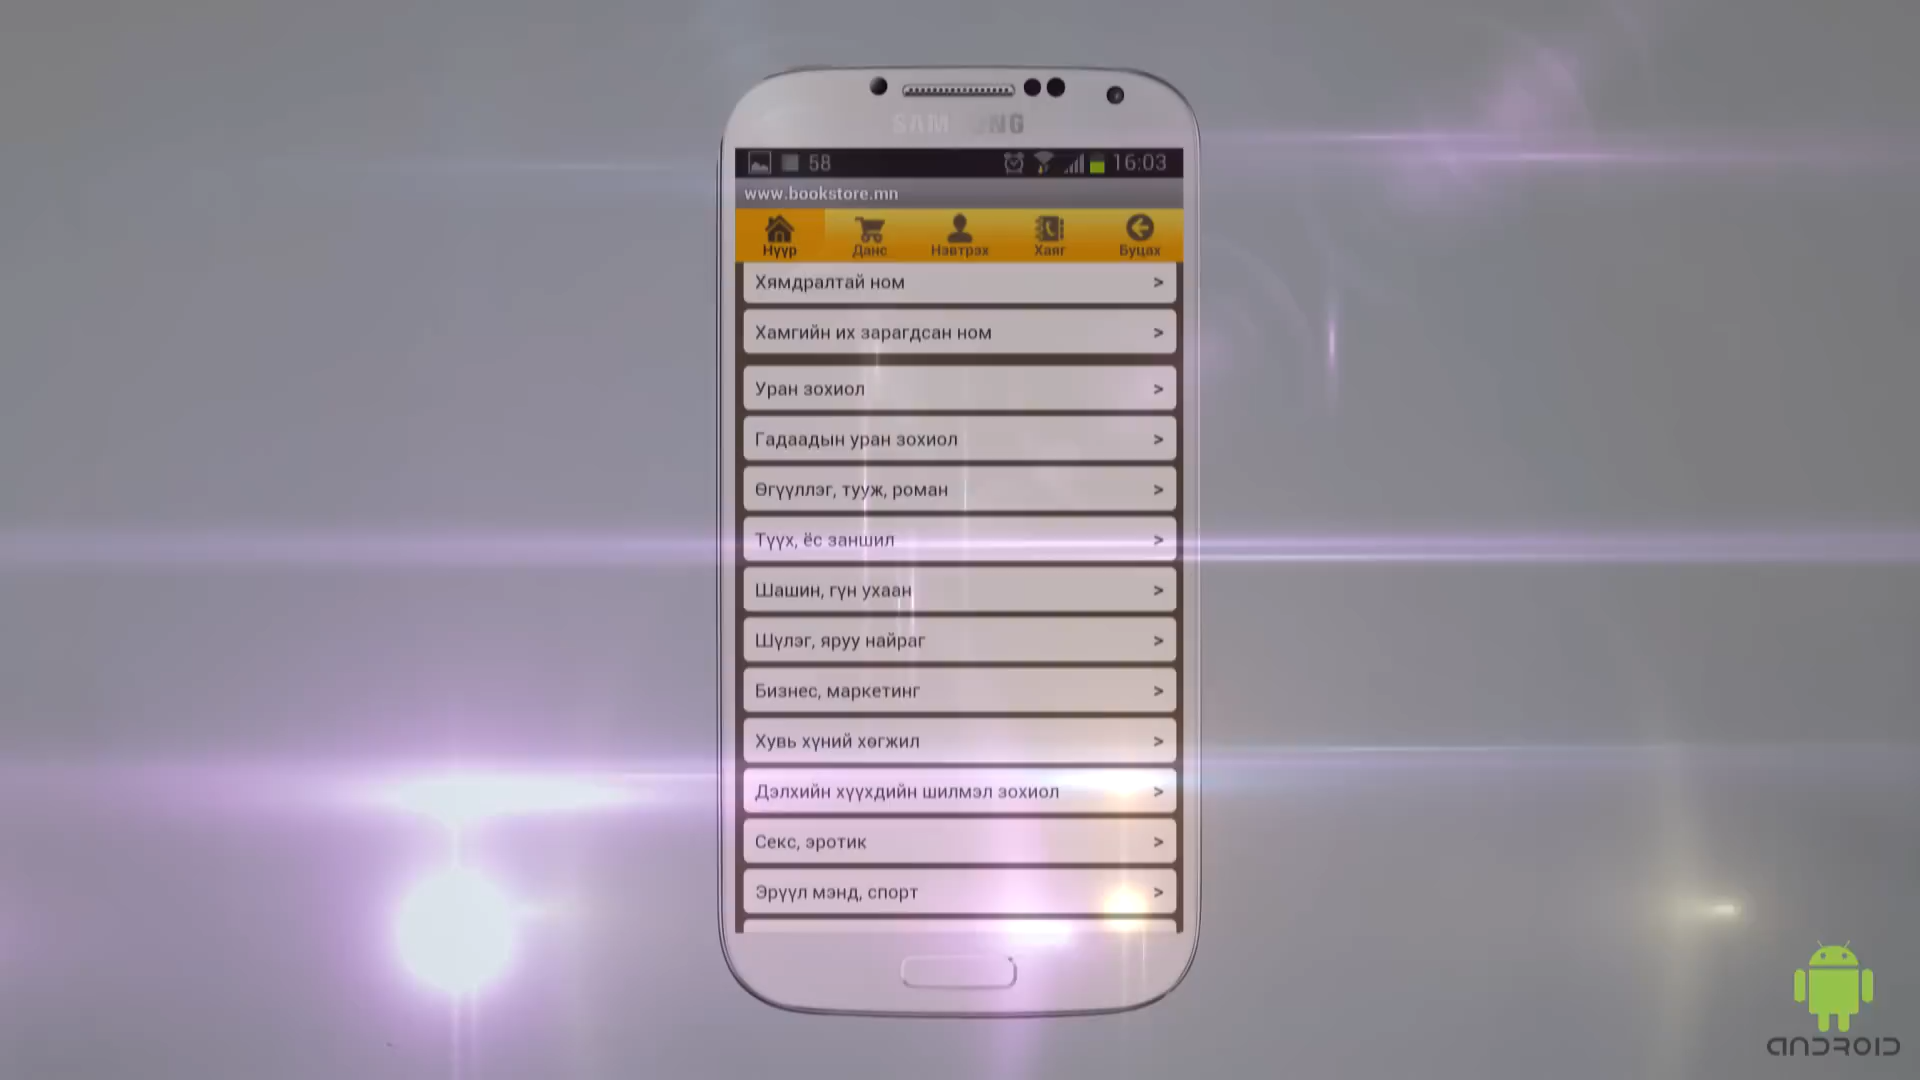 SAMSUNG
58 16:03
www.bookstore.mn
Нүүр Данс Нэвтрэх Хаяг Буцах
Хямдралтай ном >
Хамгийн их зарагдсан ном >
Уран зохиол >
Гадаадын уран зохиол >
Өгүүллэг, тууж, роман >
Түүх, ёс заншил >
Шашин, гүн ухаан >
Шүлэг, яруу найраг >
Бизнес, маркетинг >
Хувь хүний хөгжил >
Дэлхийн хүүхдийн шилмэл зохиол >
Секс, эротик >
Эрүүл мэнд, спорт >
ANDROID